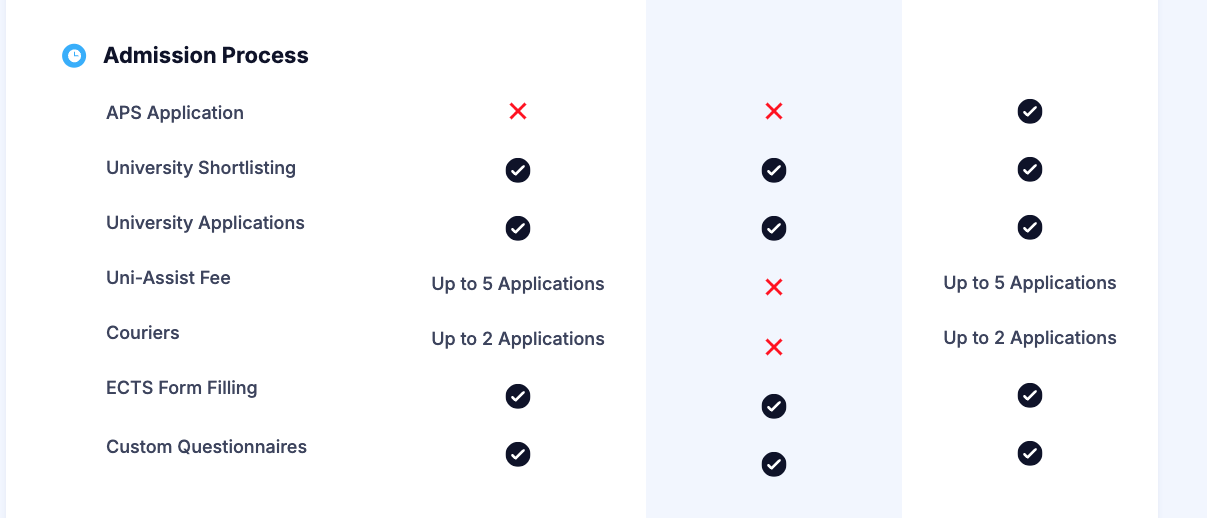 Admission Process
APS Application
University Shortlisting
University Applications
Uni-Assist Fee Up to 5 Applications Up to 5 Applications
Couriers Up to 2 Applications Up to 2 Applications
ECTS Form Filling
Custom Questionnaires